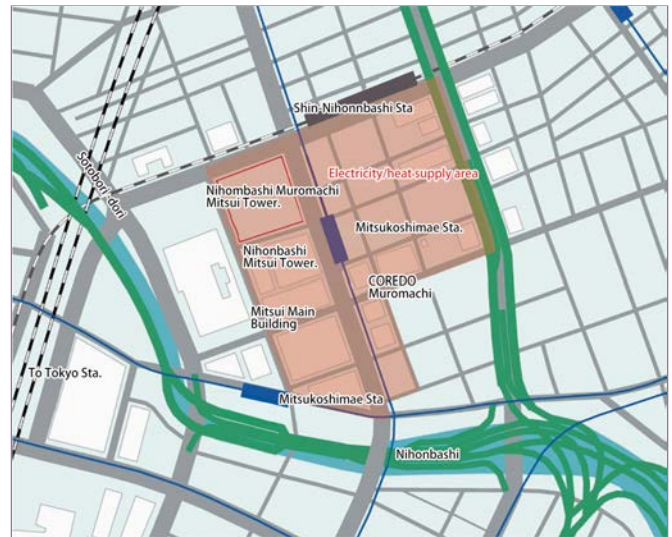 Shin-Nihonnbashi Sta
Sotobori -dori
Electricity/heat supply area
Nihombashi Muromachi
Mitsui Tower.
Mitsukoshimae Sta.
Nihonbashi
Mitsui Tower.
COREDO
Muromachi
Mitsui Main
Building
To Tokyo Sta.
Mitsukoshimae Sta
Nihonbashi